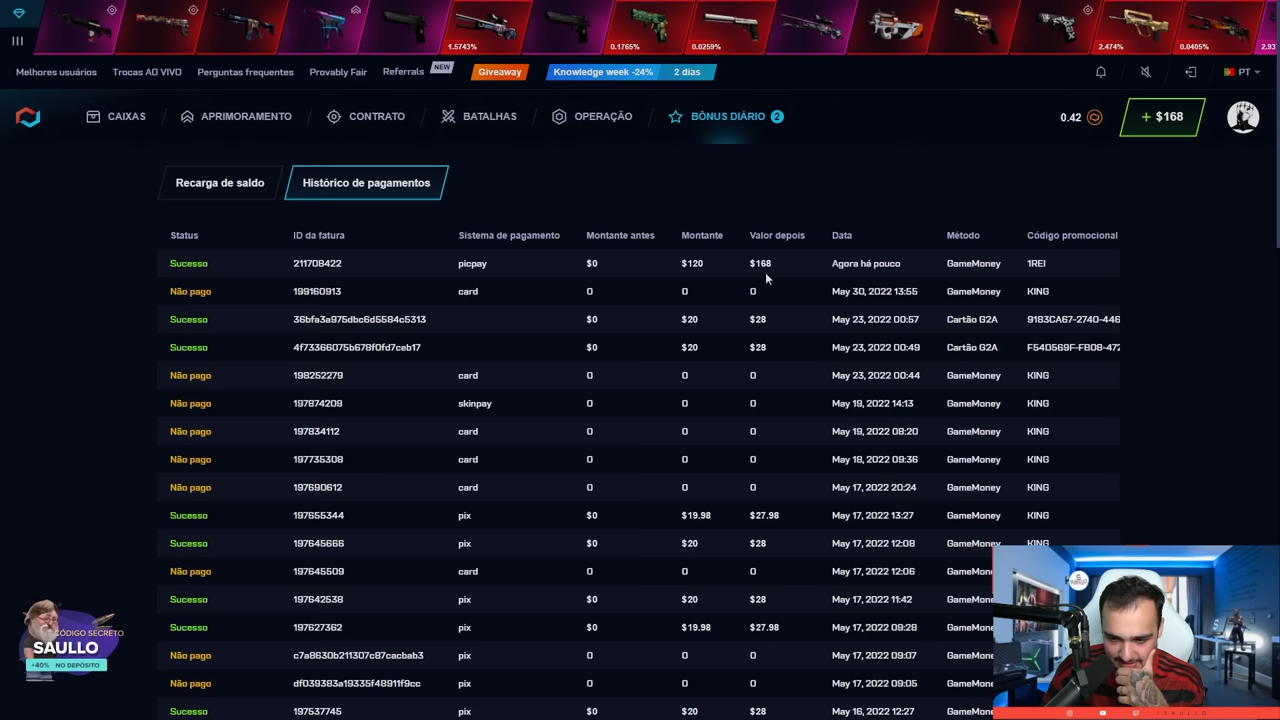 1.5743%
0.1765%
0.0259%
2.474%
0.0405%
Melhores usuários Trocas AO VIVO Perguntas frequentes Provably Fair Referrals NEW Giveaway Knowledge week -24% 2 dias PT
CAIXAS APRIMORAMENTO CONTRATO BATALHAS OPERAÇÃO BÔNUS DIÁRIO 2 0.42 + $168
Recarga de saldo Histórico de pagamentos
Status ID da fatura Sistema de pagamento Montante antes Montante Valor depois Data Método Código promocional
Sucesso 211708422 picpay $0 $120 $168 Agora há pouco GameMoney 1REI
Não pago 199160913 card 0 0 0 May 30, 2022 13:55 GameMoney KING
Sucesso 36bfa3a975dbc6d5584c5313 $0 $20 $28 May 23, 2022 00:57 Cartão G2A 9183CA67-2740-446
Sucesso 4f73366075b678f0fd7ceb17 $0 $20 $28 May 23, 2022 00:49 Cartão G2A F54D569F-FB08-472
Não pago 198252279 card 0 0 0 May 23, 2022 00:44 GameMoney KING
Não pago 197874209 skinpay 0 0 0 May 19, 2022 14:13 GameMoney KING
Não pago 197834112 card 0 0 0 May 19, 2022 08:20 GameMoney KING
Não pago 197735308 card 0 0 0 May 18, 2022 09:36 GameMoney KING
Não pago 197690612 card 0 0 0 May 17, 2022 20:24 GameMoney KING
Sucesso 197655344 pix $0 $19.98 $27.98 May 17, 2022 13:27 GameMoney KING
Sucesso 197645666 pix $0 $20 $28 May 17, 2022 12:08 GameMoney KING
Não pago 197645509 card 0 0 0 May 17, 2022 12:06 GameMon
Sucesso 197642538 pix $0 $20 $28 May 17, 2022 11:42 GameMon
Sucesso 197627362 pix $0 $19.98 $27.98 May 17, 2022 09:28 GameMon
Não pago c7a8630b211307c87cacbab3 pix 0 0 0 May 17, 2022 09:07 GameMon
Não pago df039383a19335f48911f9cc pix 0 0 0 May 17, 2022 09:05 GameMon
Sucesso 197537745 pix $0 $20 $28 May 16, 2022 12:27 GameMon
CÓDIGO SECRETO
SAULLO
+40% NO DEPÓSITO